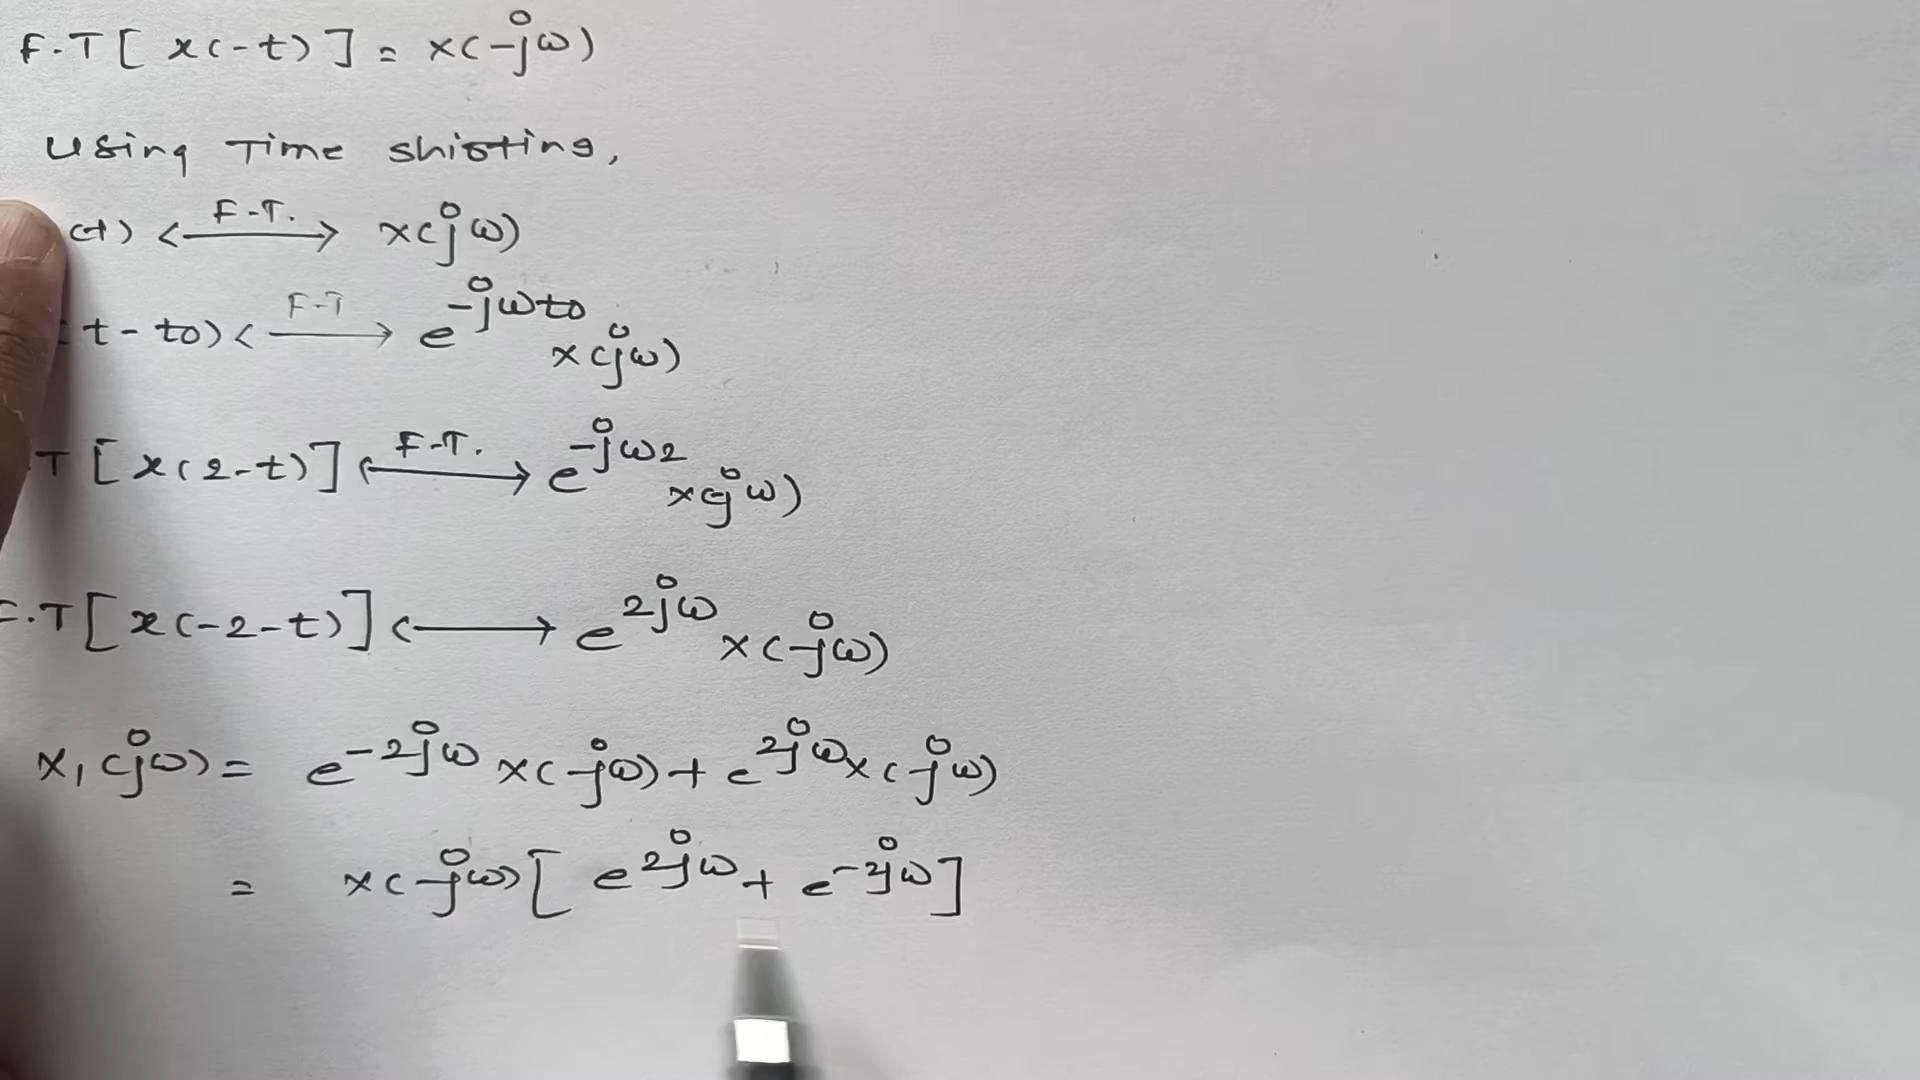 F.T[x(-t)] = x(-jω)
using Time shifting,
(t) <—F.T.—> x(jω)
t-to) <—F-T—> e^-jωto x(jω)
T[x(2-t)] <—F-T.—> e^-jω2 x(jω)
F.T[x(-2-t)] <——> e^2jω x(-jω)
x1(jω) = e^-2jω x(-jω) + e^2jω x(-jω)
= x(-jω)[e^2jω + e^-2jω]